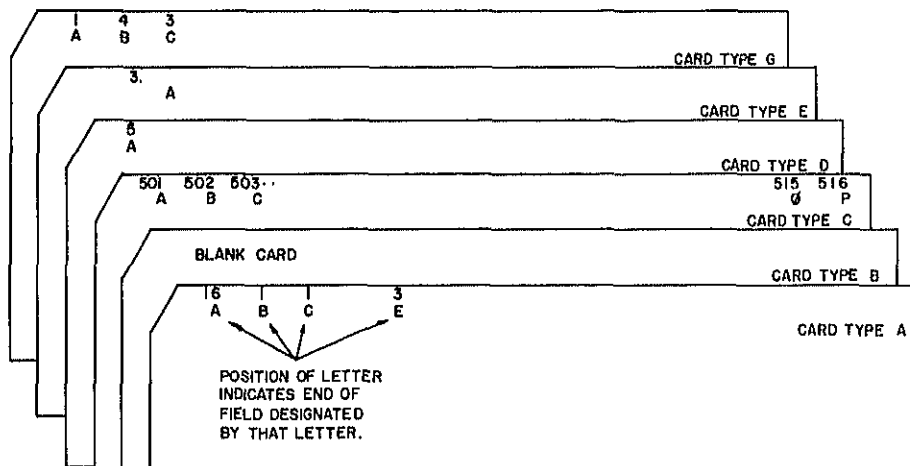 1 4 3
A B C
CARD TYPE G
3.
A
CARD TYPE E
5
A
CARD TYPE D
501 502 503.. 515 516
A B C Ø P
CARD TYPE C
BLANK CARD
CARD TYPE B
6 3
A B C E
CARD TYPE A
POSITION OF LETTER
INDICATES END OF
FIELD DESIGNATED
BY THAT LETTER.